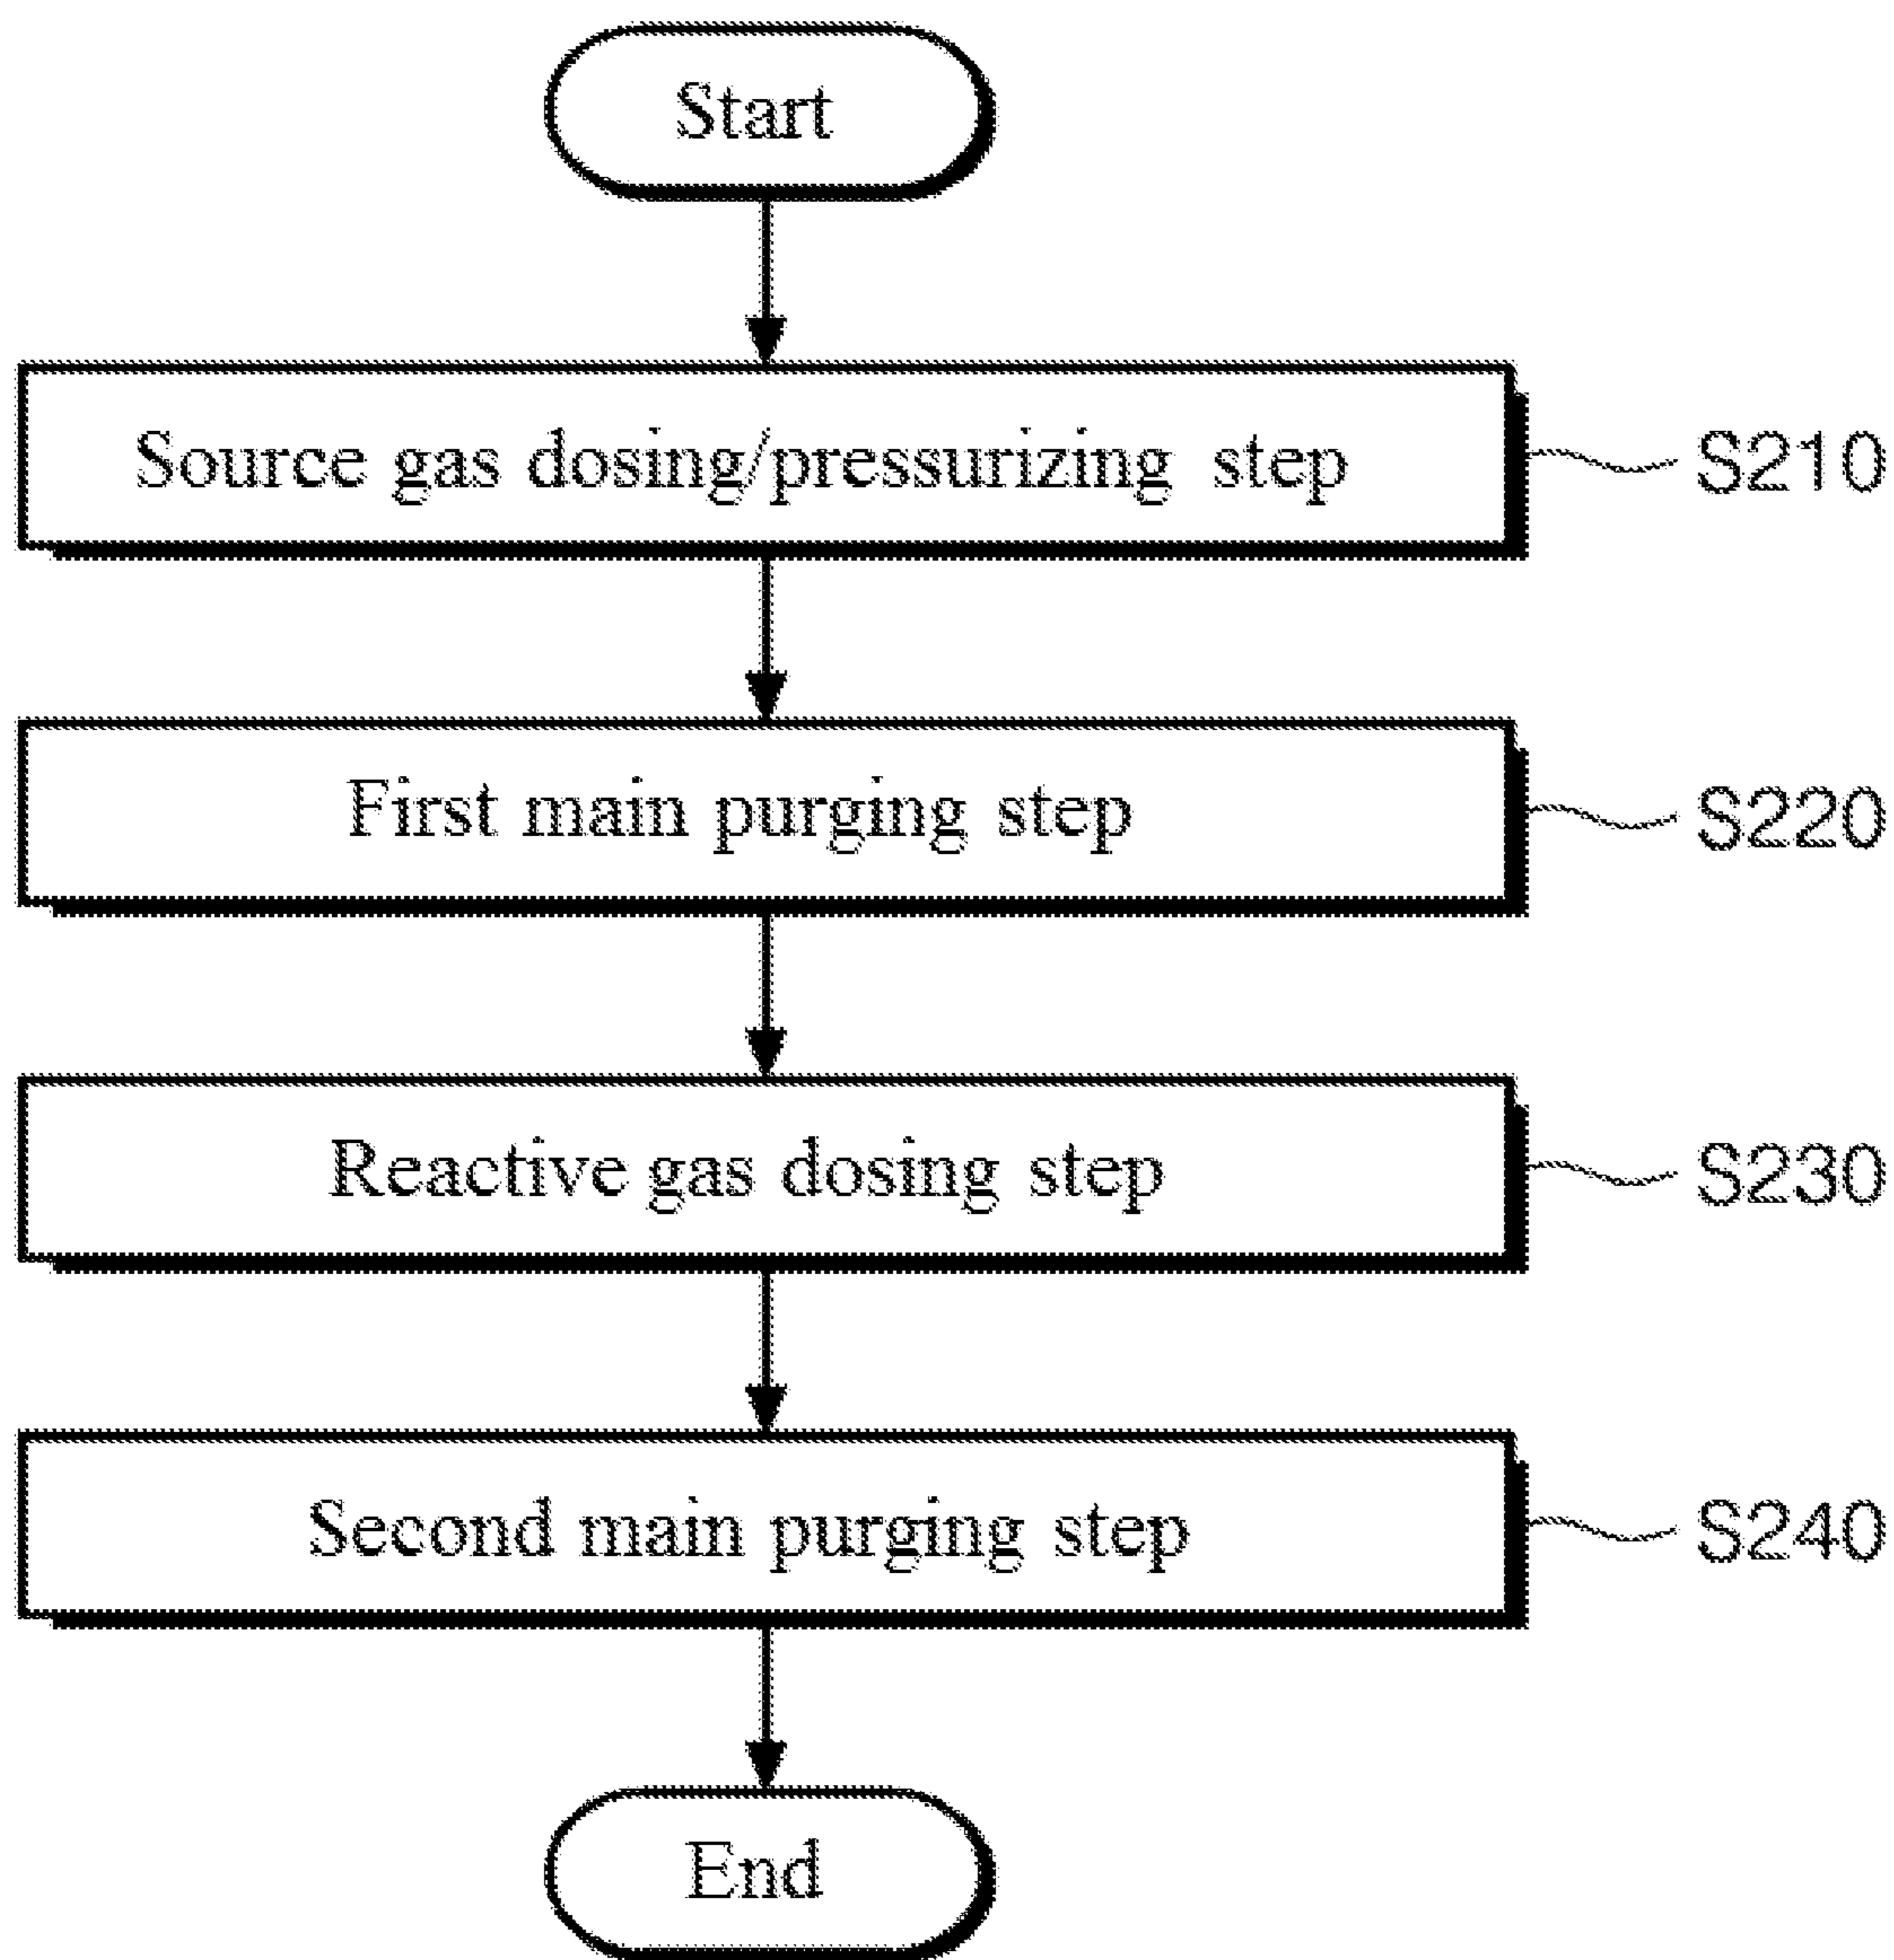 Start
Source gas dosing/pressurizing step
S210
First main purging step
S220
Reactive gas dosing step
S230
Second main purging step
S240
End